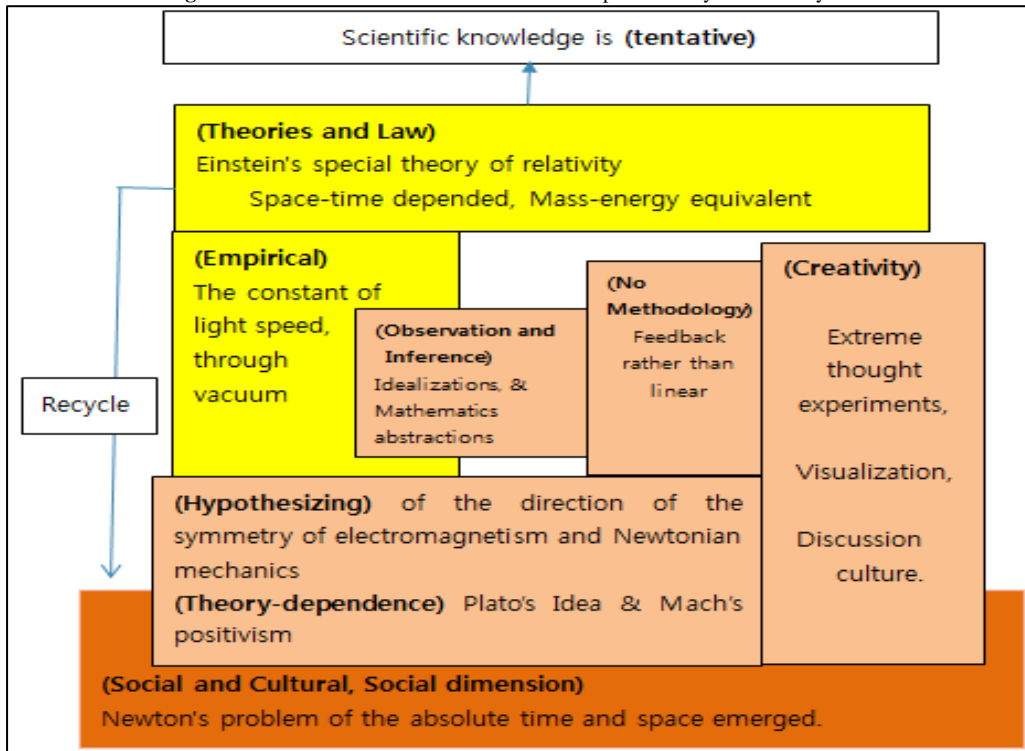 Scientific knowledge is (tentative)
(Theories and Law)
Einstein's special theory of relativity
Space-time depended, Mass-energy equivalent
(Empirical)
The constant of
light speed,
through
vacuum
(Observation and
Inference)
Idealizations, &
Mathematics
abstractions
(No
Methodology)
Feedback
rather than
linear
(Creativity)
Extreme
thought
experiments,
Visualization,
Discussion
culture.
Recycle
(Hypothesizing) of the direction of the
symmetry of electromagnetism and Newtonian
mechanics
(Theory-dependence) Plato's Idea & Mach's
positivism
(Social and Cultural, Social dimension)
Newton's problem of the absolute time and space emerged.